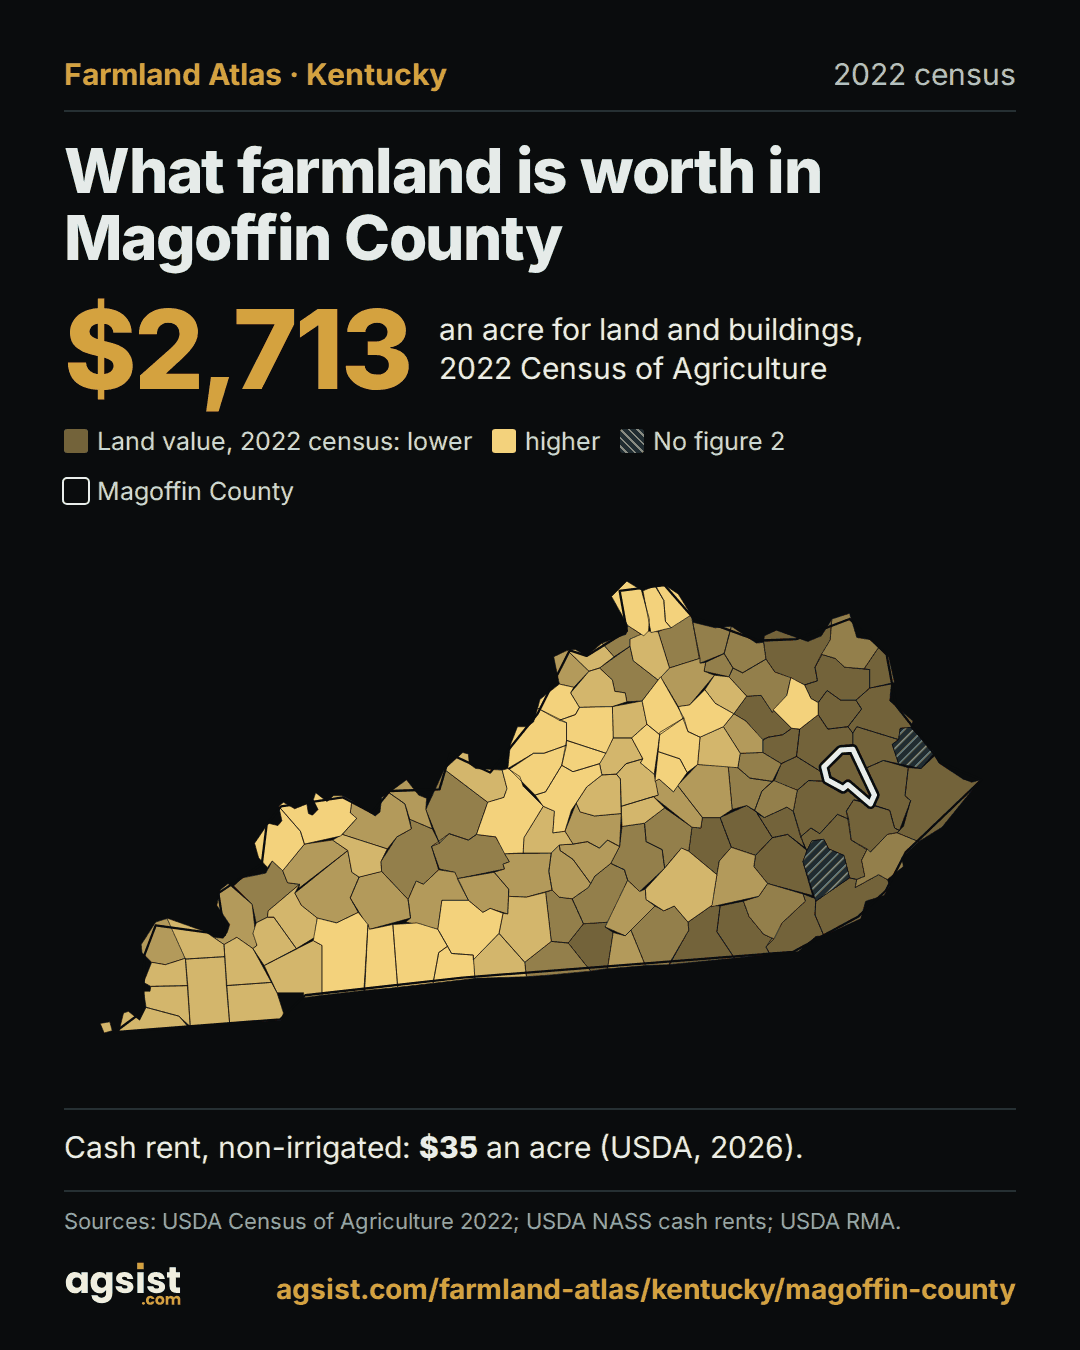 Farmland Atlas · Kentucky
2022 census
What farmland is worth in
Magoffin County
$2,713
an acre for land and buildings,
2022 Census of Agriculture
Land value, 2022 census: lower
higher
No figure 2
Magoffin County
Cash rent, non-irrigated: $35 an acre (USDA, 2026).
Sources: USDA Census of Agriculture 2022; USDA NASS cash rents; USDA RMA.
agsist
.com
agsist.com/farmland-atlas/kentucky/magoffin-county